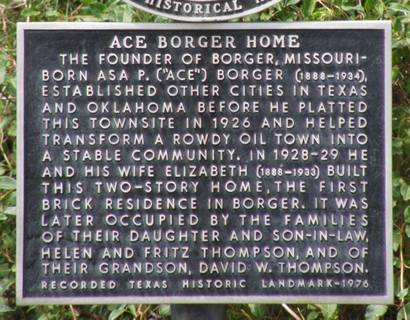 HISTORICAL
ACE BORGER HOME
THE FOUNDER OF BORGER, MISSOURI-
BORN ASA P. ("ACE") BORGER (1888-1934),
ESTABLISHED OTHER CITIES IN TEXAS
AND OKLAHOMA BEFORE HE PLATTED
THIS TOWNSITE IN 1926 AND HELPED
TRANSFORM A ROWDY OIL TOWN INTO
A STABLE COMMUNITY. IN 1928-29 HE
AND HIS WIFE ELIZABETH (1888-1933) BUILT
THIS TWO-STORY HOME, THE FIRST
BRICK RESIDENCE IN BORGER. IT WAS
LATER OCCUPIED BY THE FAMILIES
OF THEIR DAUGHTER AND SON-IN-LAW,
HELEN AND FRITZ THOMPSON, AND OF
THEIR GRANDSON, DAVID W. THOMPSON.
RECORDED TEXAS HISTORIC LANDMARK-1976